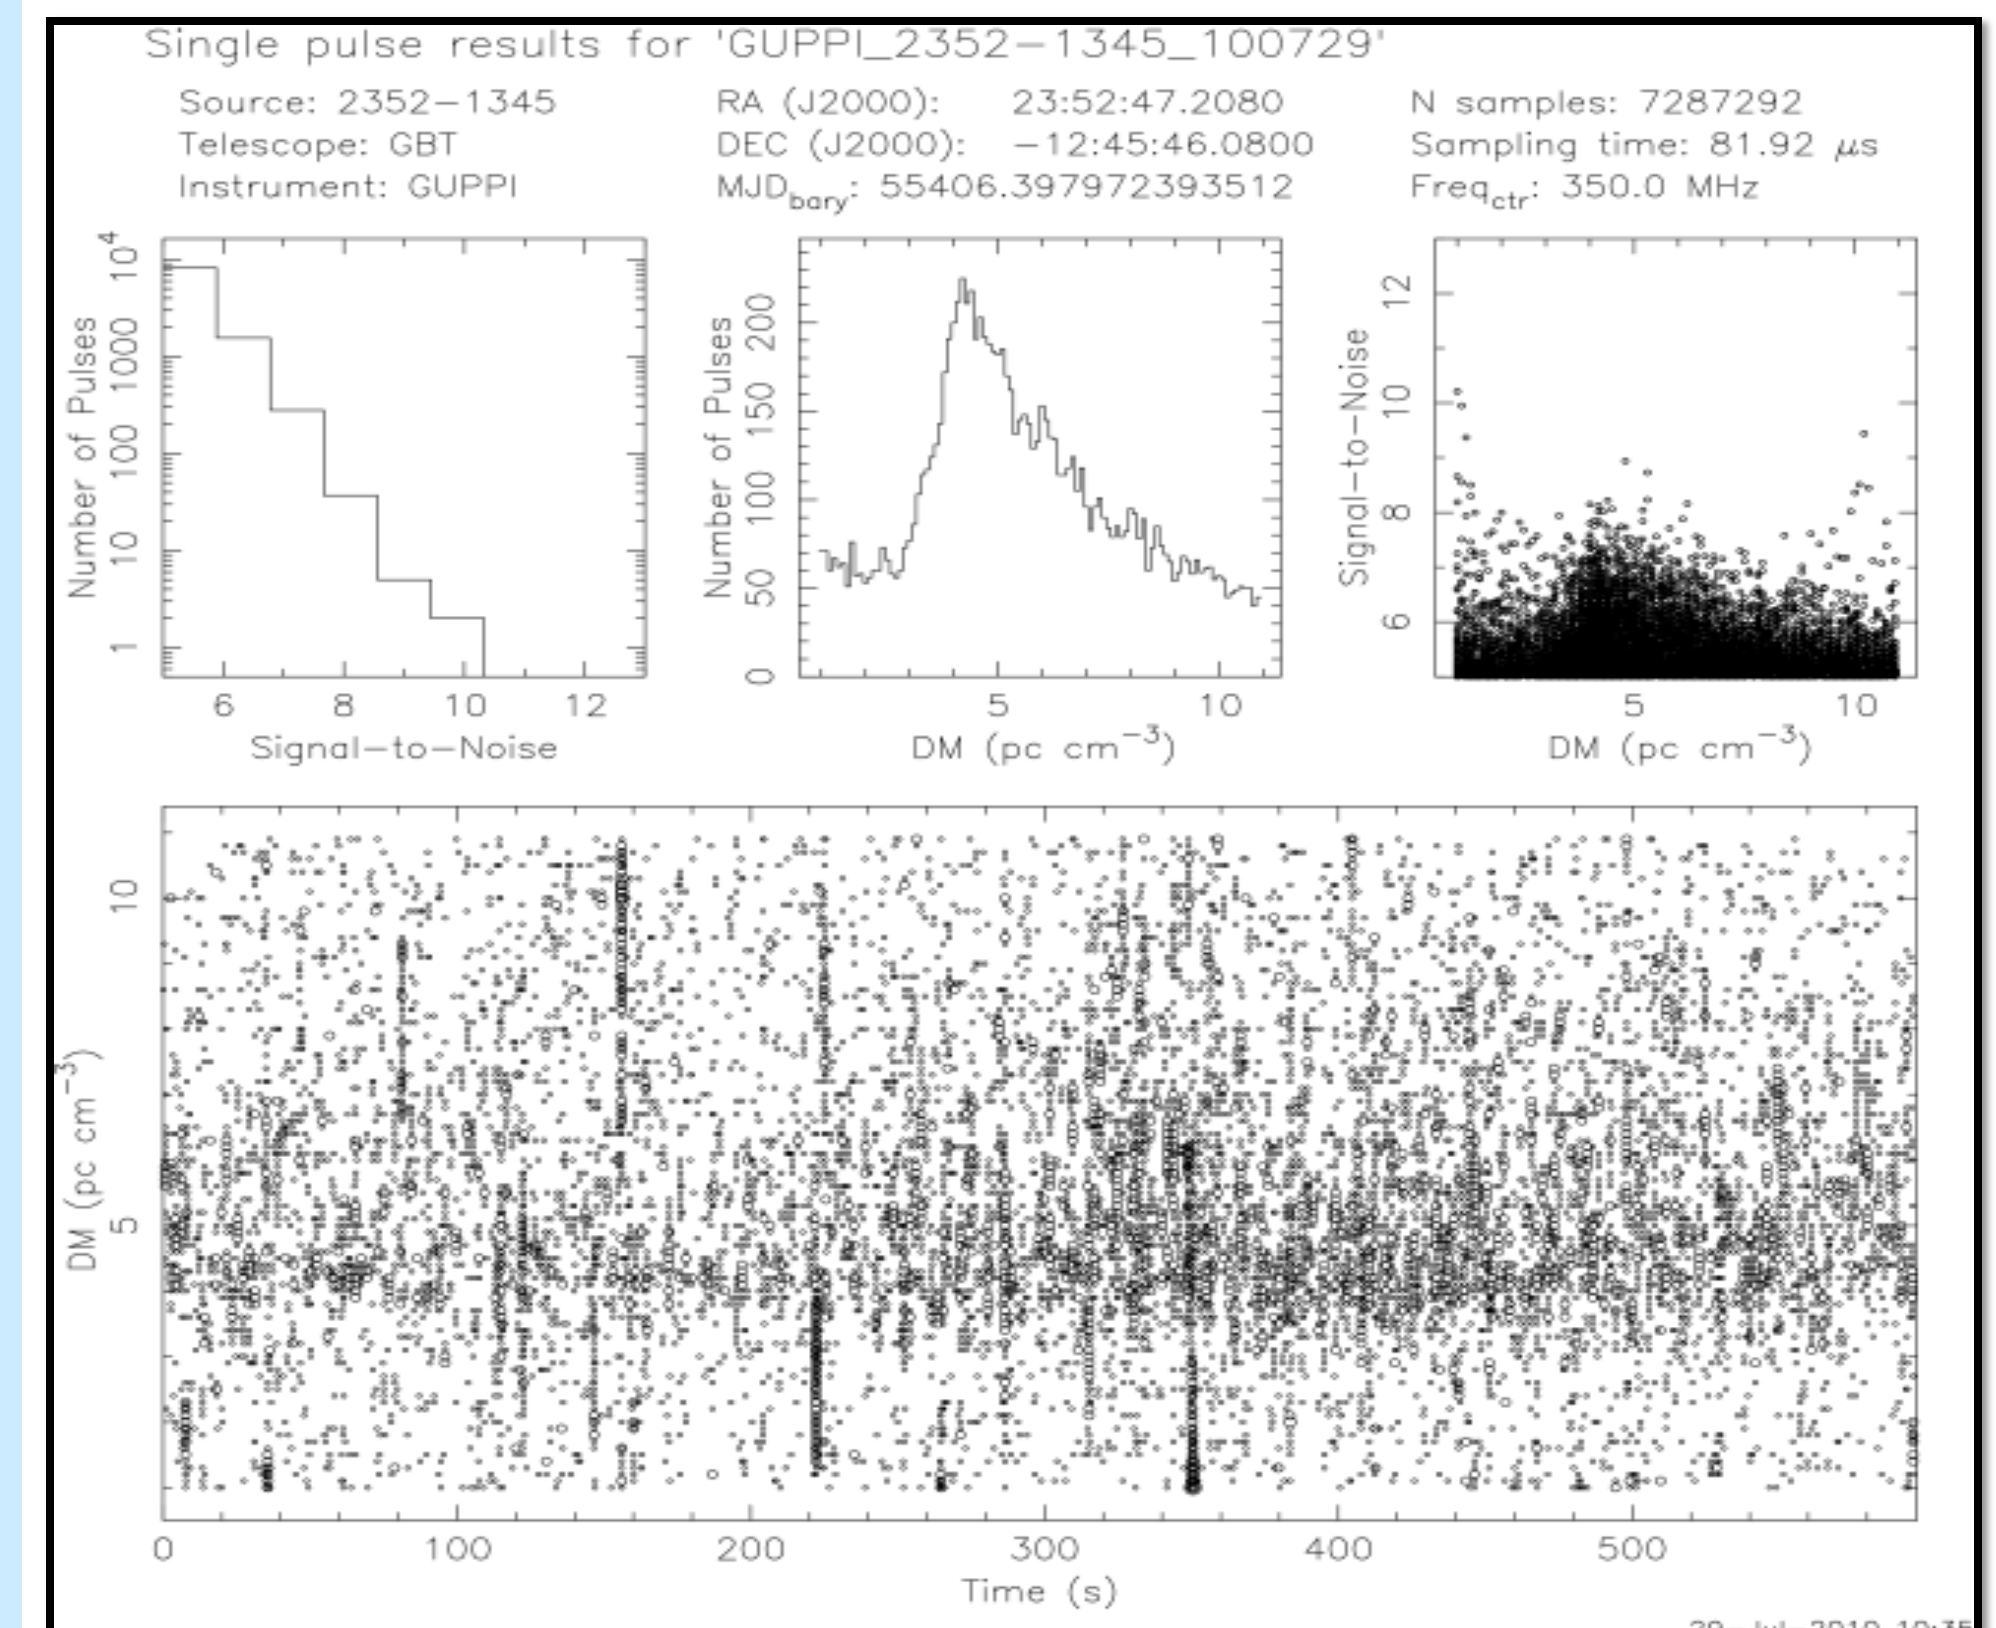 Single pulse results for 'GUPPI_2352-1345_100729'
Source: 2352-1345
RA (J2000): 23:52:47.2080
N samples: 7287292
Telescope: GBT
DEC (J2000): -12:45:46.0800
Sampling time: 81.92 μs
Instrument: GUPPI
MJDbary: 55406.397972393512
Freqctr: 350.0 MHz
Number of Pulses
1 10 100 1000 10^4
6 8 10 12
Signal-to-Noise
Number of Pulses
0 50 100 150 200
5 10
DM (pc cm^-3)
Signal-to-Noise
6 8 10 12
5 10
DM (pc cm^-3)
DM (pc cm^-3)
5 10
0 100 200 300 400 500
Time (s)